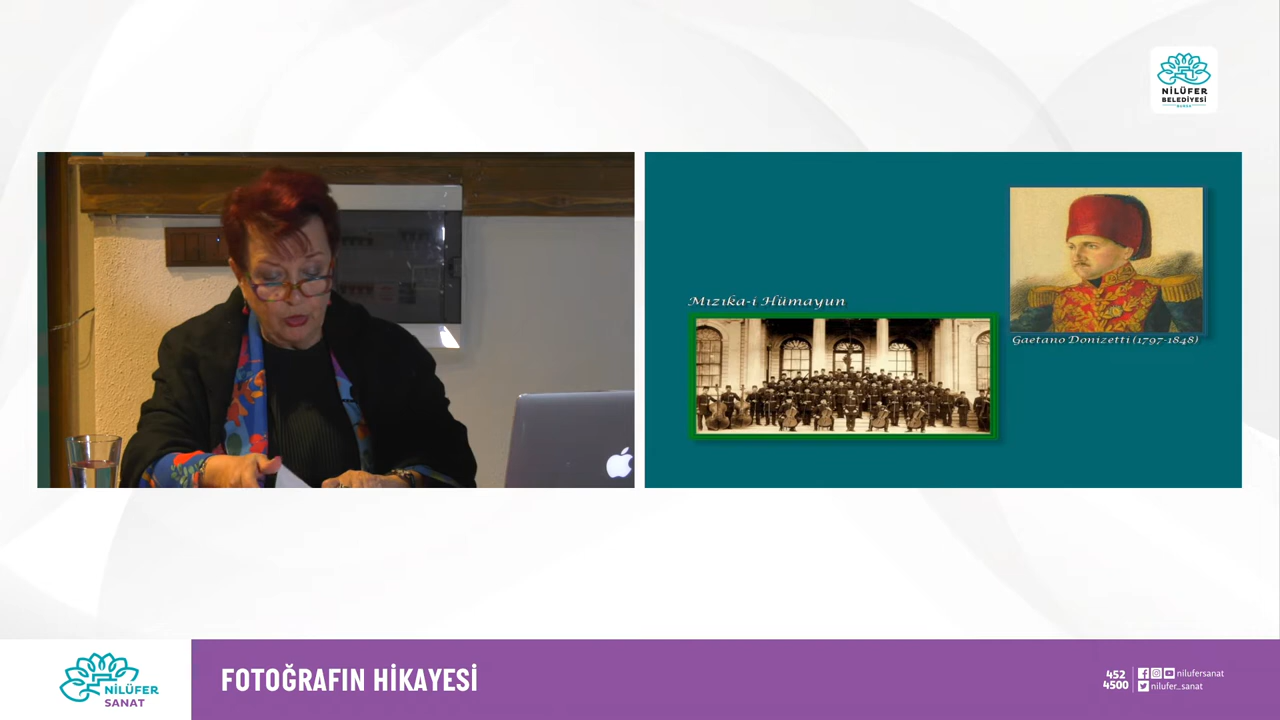 NİLÜFER
BELEDİYESİ
BURSA
Mızıka-i Hümayun
Gaetano Donizetti (1797-1848)
NİLÜFER
SANAT
FOTOĞRAFIN HİKAYESİ
452
4500
nilufersanat
nilufer_sanat